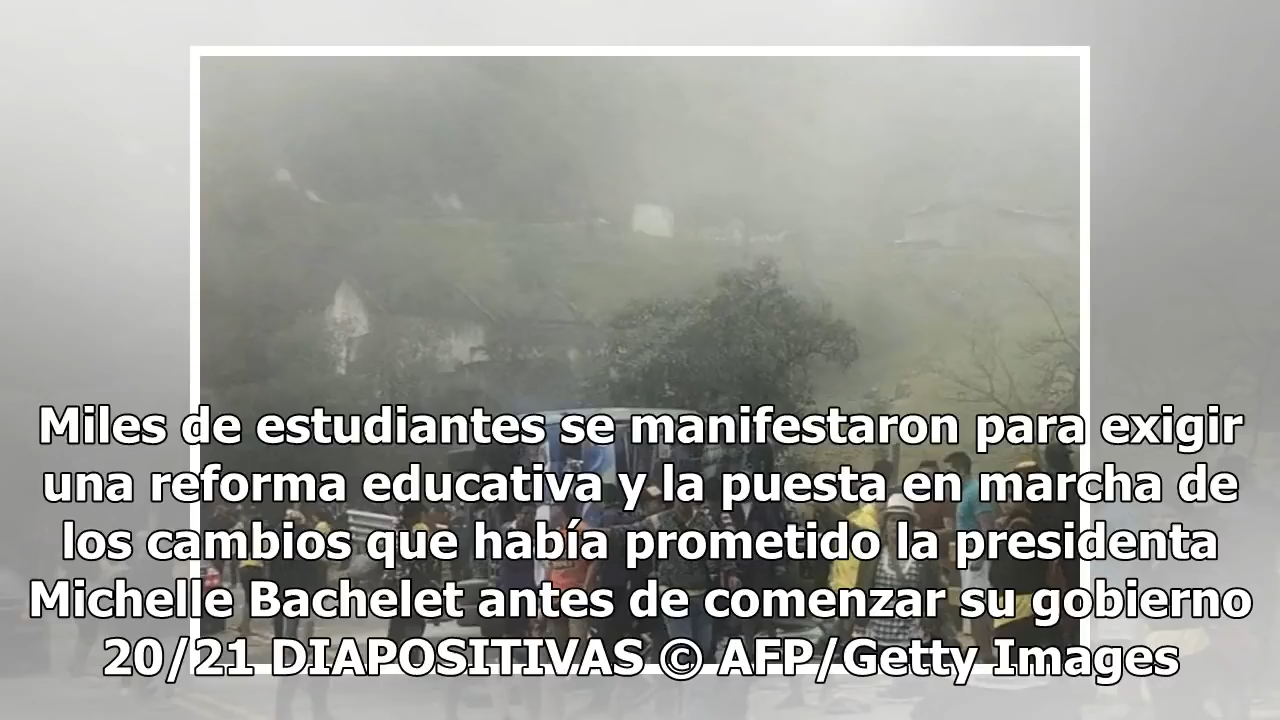 Miles de estudiantes se manifestaron para exigir
una reforma educativa y la puesta en marcha de
los cambios que había prometido la presidenta
Michelle Bachelet antes de comenzar su gobierno
20/21 DIAPOSITIVAS © AFP/Getty Images